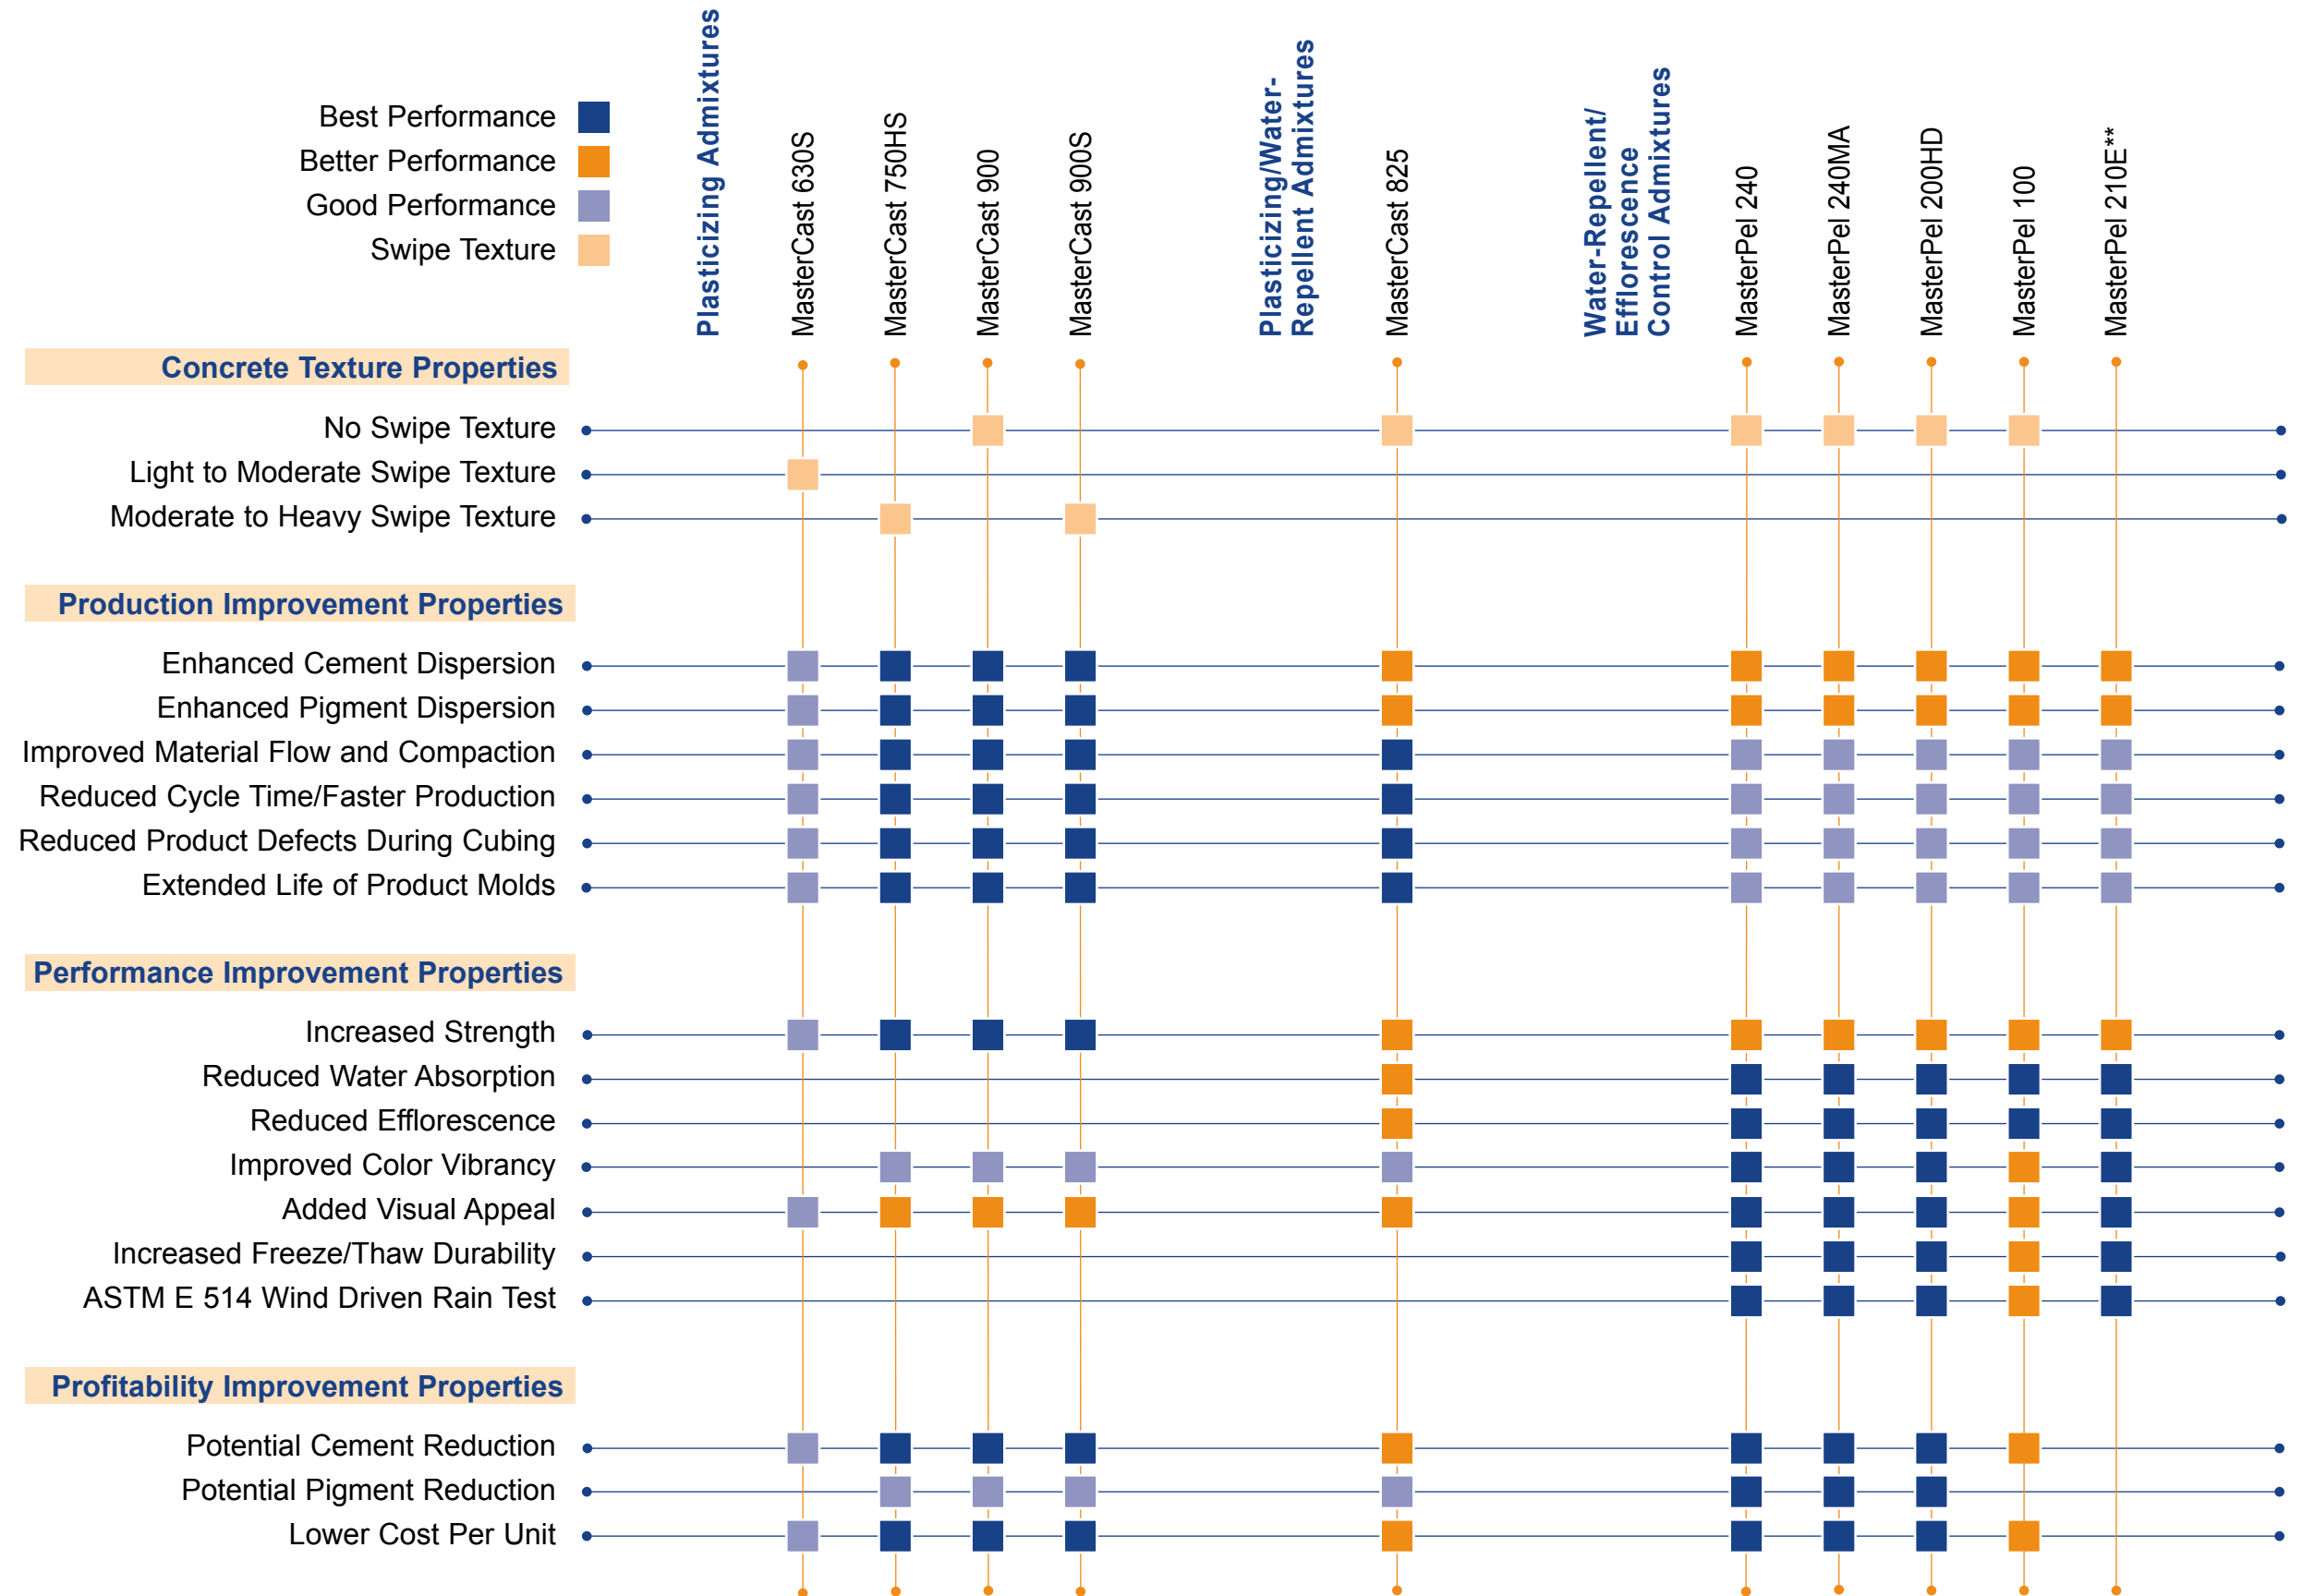 Best Performance
Better Performance
Good Performance
Swipe Texture
Plasticizing Admixtures
MasterCast 630S
MasterCast 750HS
MasterCast 900
MasterCast 900S
Plasticizing/Water-
Repellent Admixtures
MasterCast 825
Water-Repellent/
Efflorescence
Control Admixtures
MasterPel 240
MasterPel 240MA
MasterPel 200HD
MasterPel 100
MasterPel 210E**
Concrete Texture Properties
No Swipe Texture
Light to Moderate Swipe Texture
Moderate to Heavy Swipe Texture
Production Improvement Properties
Enhanced Cement Dispersion
Enhanced Pigment Dispersion
Improved Material Flow and Compaction
Reduced Cycle Time/Faster Production
Reduced Product Defects During Cubing
Extended Life of Product Molds
Performance Improvement Properties
Increased Strength
Reduced Water Absorption
Reduced Efflorescence
Improved Color Vibrancy
Added Visual Appeal
Increased Freeze/Thaw Durability
ASTM E 514 Wind Driven Rain Test
Profitability Improvement Properties
Potential Cement Reduction
Potential Pigment Reduction
Lower Cost Per Unit